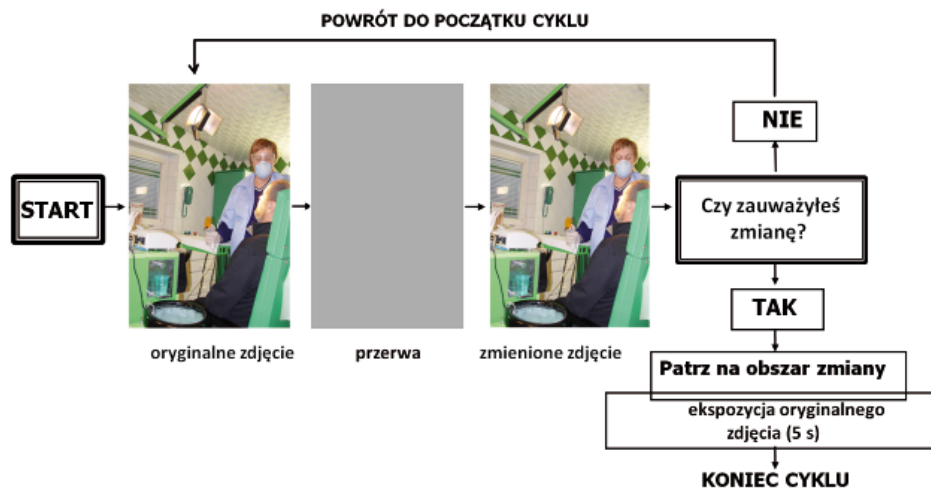 POWRÓT DO POCZĄTKU CYKLU
NIE
START
Czy zauważyłeś
zmianę?
TAK
oryginalne zdjęcie
przerwa
zmienione zdjęcie
Patrz na obszar zmiany
ekspozycja oryginalnego
zdjęcia (5 s)
KONIEC CYKLU